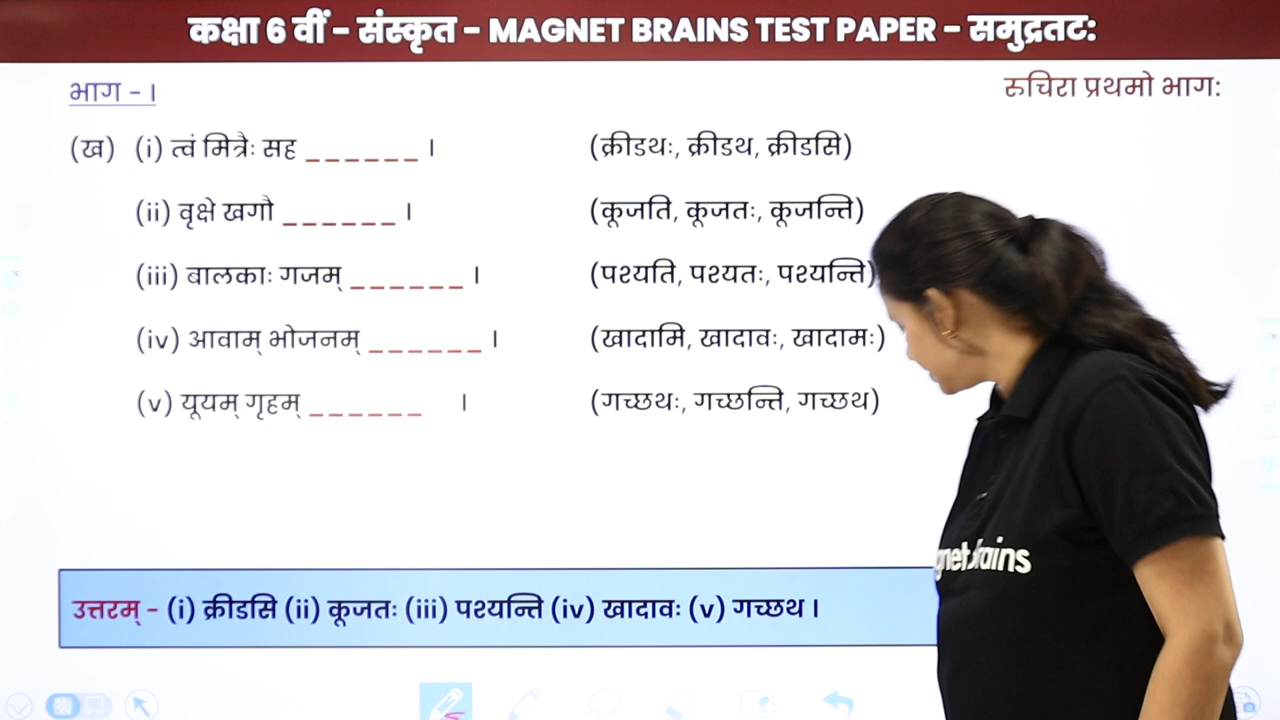 कक्षा 6 वीं - संस्कृत - MAGNET BRAINS TEST PAPER - समुद्रतट:
भाग - I
रुचिरा प्रथमो भाग:
(ख) (i) त्वं मित्रैः सह ______ । (क्रीडथः, क्रीडथ, क्रीडसि)
(ii) वृक्षे खगौ ______ । (कूजति, कूजतः, कूजन्ति)
(iii) बालकाः गजम् ______ । (पश्यति, पश्यतः, पश्यन्ति)
(iv) आवाम् भोजनम् ______ । (खादामि, खादावः, खादामः)
(v) यूयम् गृहम् ______ । (गच्छथः, गच्छन्ति, गच्छथ)
उत्तरम् - (i) क्रीडसि (ii) कूजतः (iii) पश्यन्ति (iv) खादावः (v) गच्छथ ।